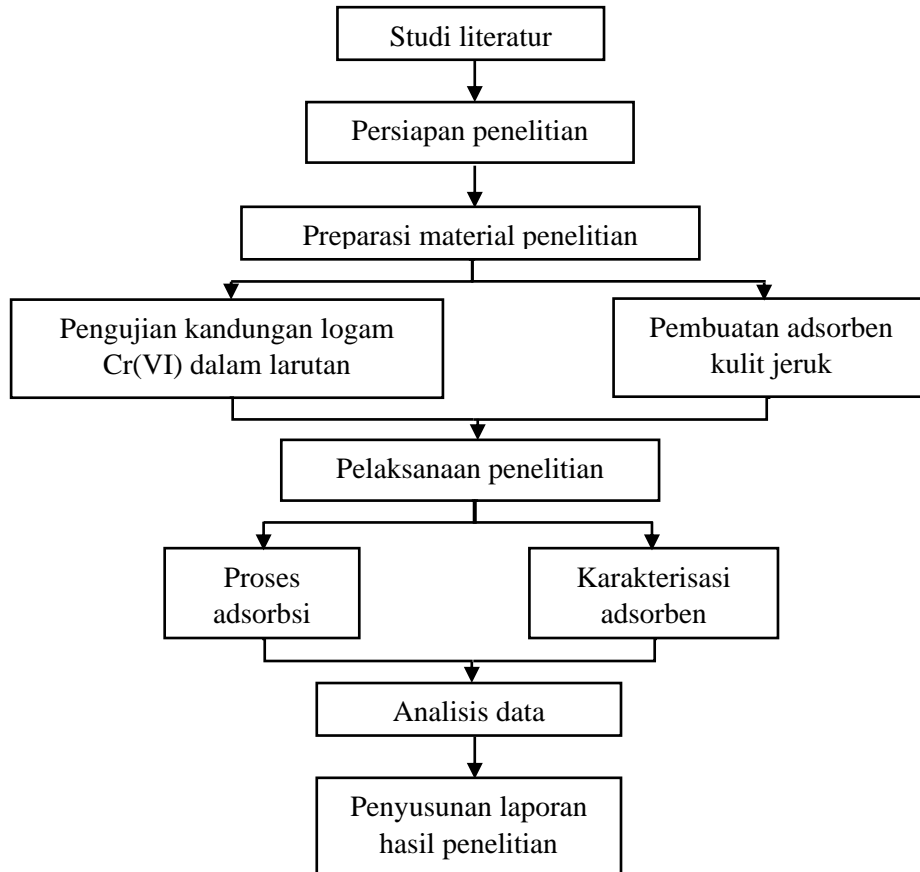 Studi literatur
Persiapan penelitian
Preparasi material penelitian
Pengujian kandungan logam
Cr(VI) dalam larutan
Pembuatan adsorben
kulit jeruk
Pelaksanaan penelitian
Proses
adsorbsi
Karakterisasi
adsorben
Analisis data
Penyusunan laporan
hasil penelitian